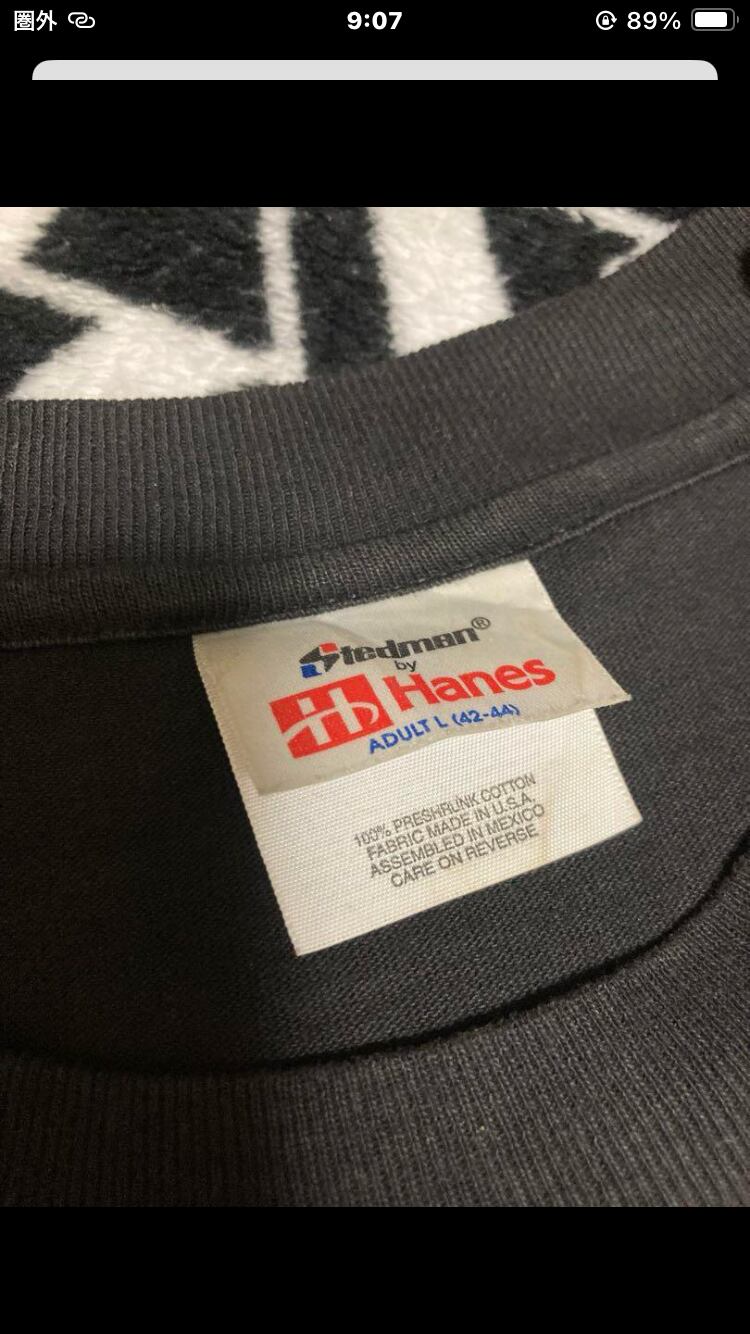 圏外 9:07 89%
Stedman®
by
Hanes
ADULT L (42-44)
100% PRESHRUNK COTTON
FABRIC MADE IN U.S.A.
ASSEMBLED IN MEXICO
CARE ON REVERSE